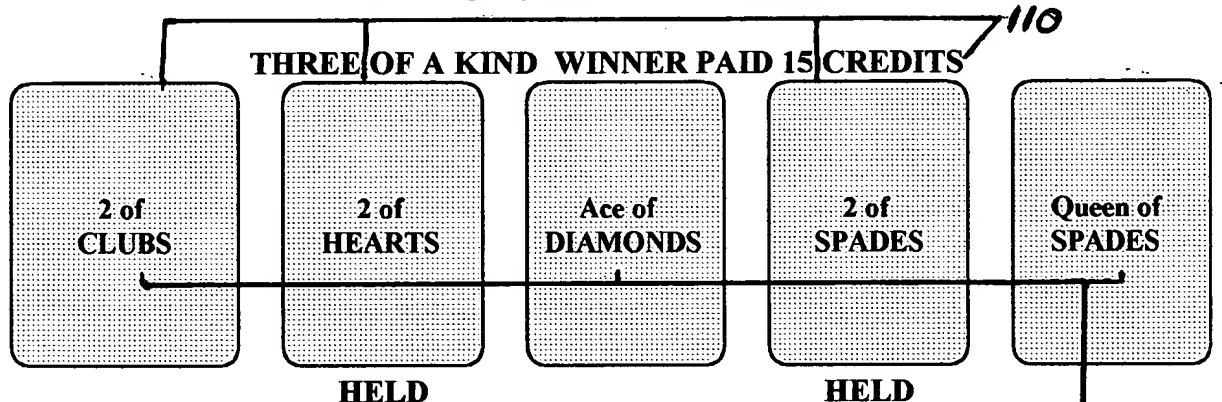 110
THREE OF A KIND WINNER PAID 15 CREDITS
2 of
CLUBS
2 of
HEARTS
Ace of
DIAMONDS
2 of
SPADES
Queen of
SPADES
HELD
HELD